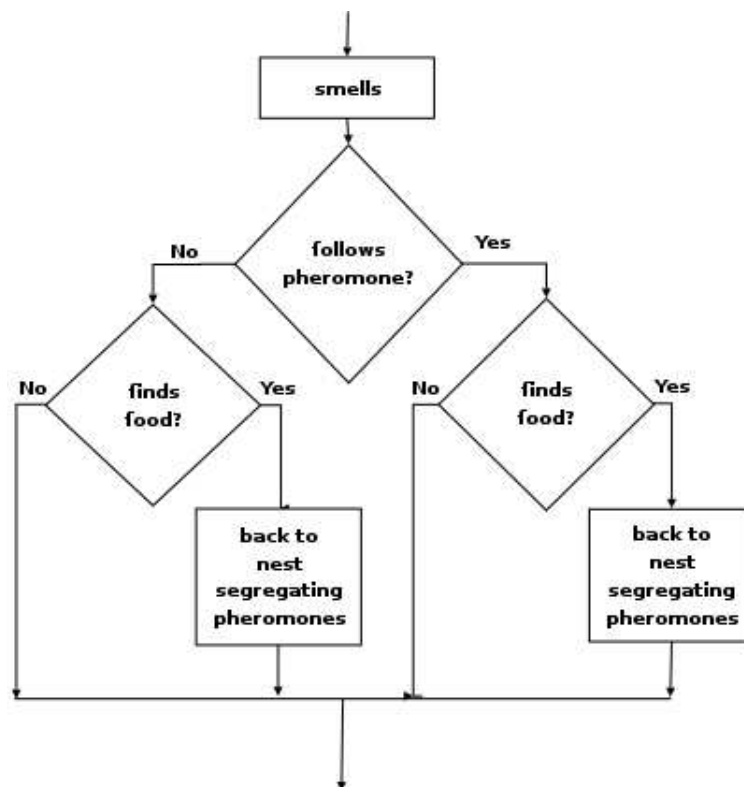 smells
follows
pheromone?
No
Yes
finds
food?
No
Yes
finds
food?
No
Yes
back to
nest
segregating
pheromones
back to
nest
segregating
pheromones